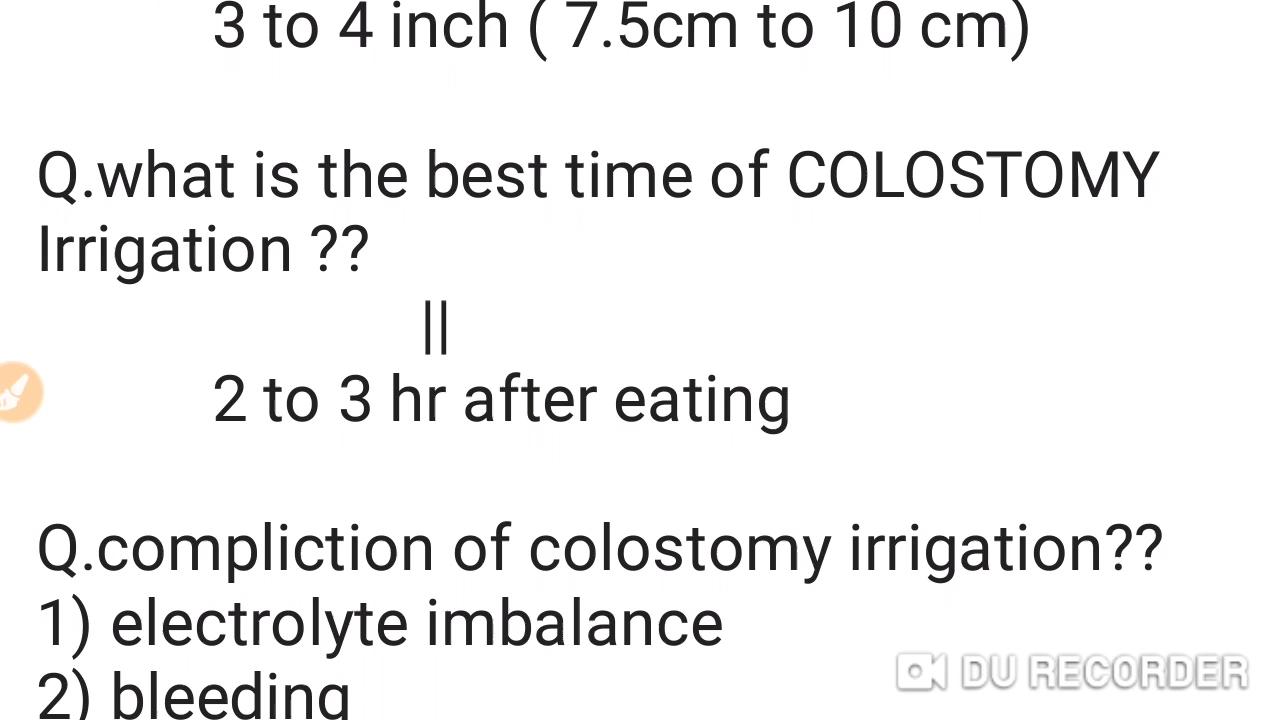 3 to 4 inch ( 7.5cm to 10 cm)
Q.what is the best time of COLOSTOMY
Irrigation ??
||
2 to 3 hr after eating
Q.compliction of colostomy irrigation??
1) electrolyte imbalance
2) bleeding
DU RECORDER